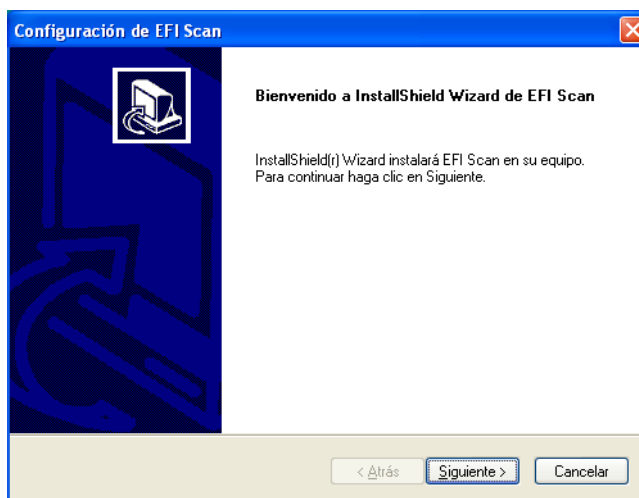 Configuración de EFI Scan
Bienvenido a InstallShield Wizard de EFI Scan
InstallShield(r) Wizard instalará EFI Scan en su equipo.
Para continuar haga clic en Siguiente.
< Atrás
Siguiente >
Cancelar